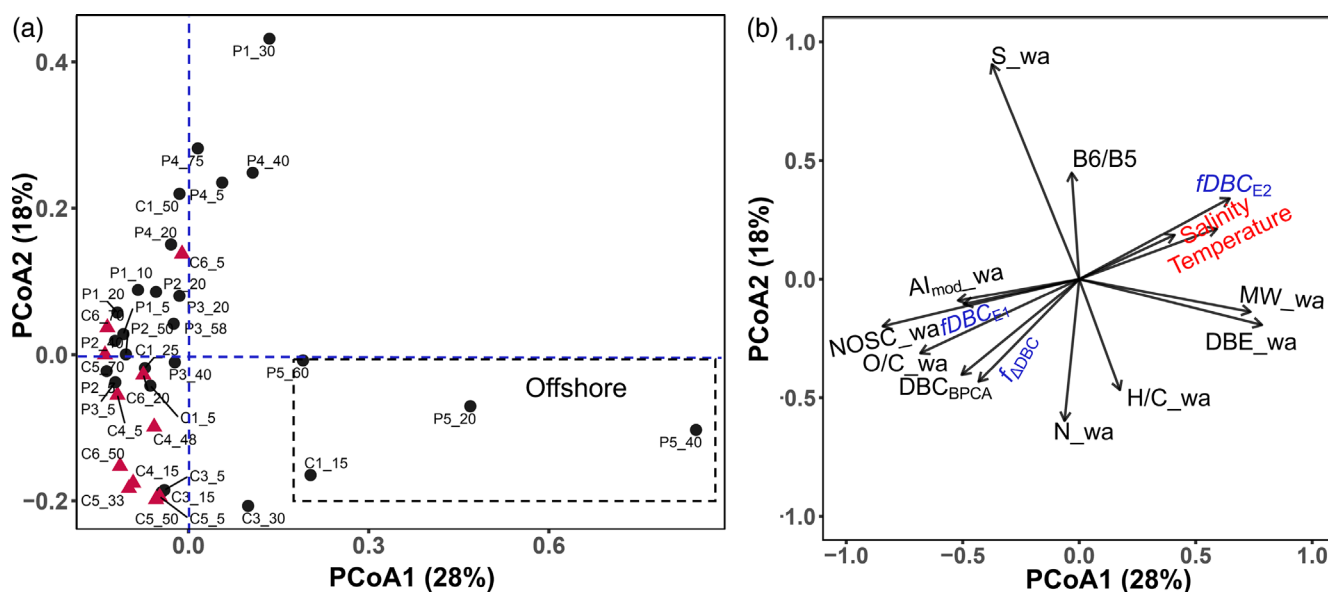 (a)
0.4
0.2
0.0
−0.2
PCoA2 (18%)
P1_30
P4_75
P4_40
P4_5
C1_50
P4_20
C6_5
P1_10
P2_20
P1_20
P1_5
P3_20
P2_50
P3_58
C1_25
C5_70
P3_40
P5_60
Offshore
C6_20
P3_5
C1_5
P5_20
C4_5
C4_48
P5_40
C6_50
C4_15
C3_5
C1_15
C5_33
C3_15
C5_50
C5_5
C3_30
0.0
0.3
0.6
PCoA1 (28%)
(b)
1.0
0.5
0.0
-0.5
-1.0
PCoA2 (18%)
S_wa
B6/B5
fDBCE2
Salinity
Temperature
AImod_wa
MW_wa
NOSC_wa
fDBCE1
DBE_wa
O/C_wa
fΔDBC
DBCBPCA
H/C_wa
N_wa
−1.0
−0.5
0.0
0.5
1.0
PCoA1 (28%)